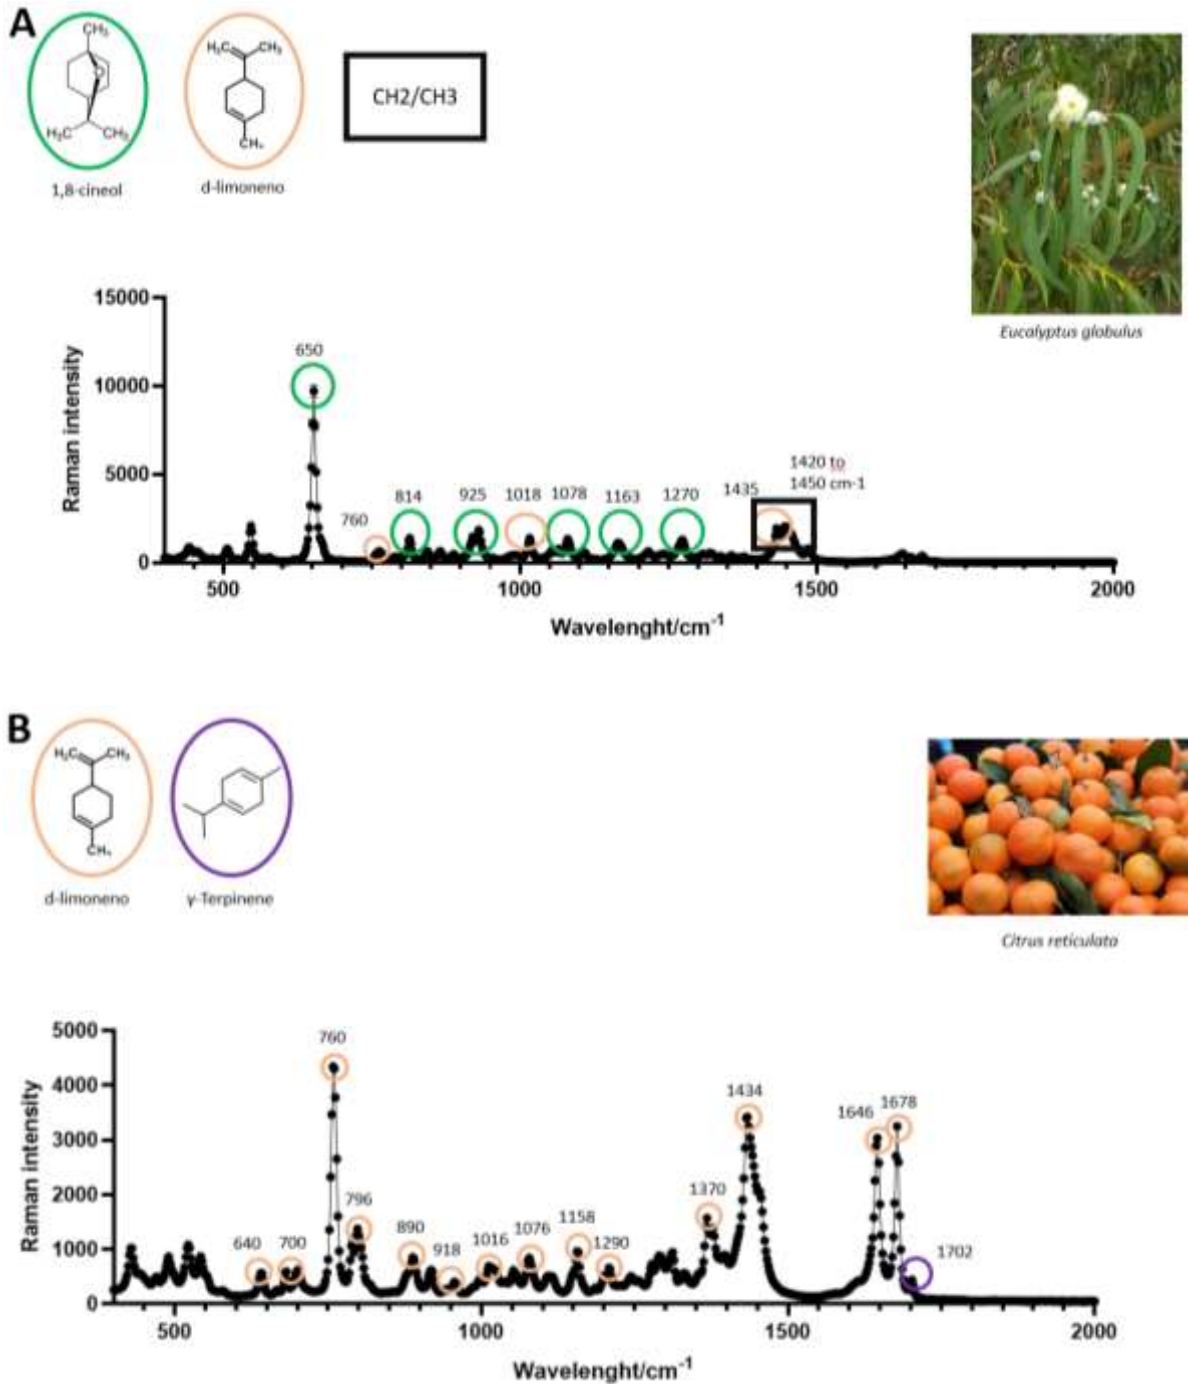 A
CH₃
H₃C CH₃
1,8-cineol
H₂C CH₃
CH₃
d-limoneno
CH2/CH3
Eucalyptus globulus
Raman intensity
15000
10000
5000
0
650
760
814
925
1018
1078
1163
1270
1435
1420 to
1450 cm-1
500 1000 1500 2000
Wavelenght/cm⁻¹
B
H₂C CH₃
CH₃
d-limoneno
γ-Terpinene
Citrus reticulata
Raman intensity
5000
4000
3000
2000
1000
0
640
700
760
796
890
918
1016
1076
1158
1290
1370
1434
1646
1678
1702
500 1000 1500 2000
Wavelenght/cm⁻¹